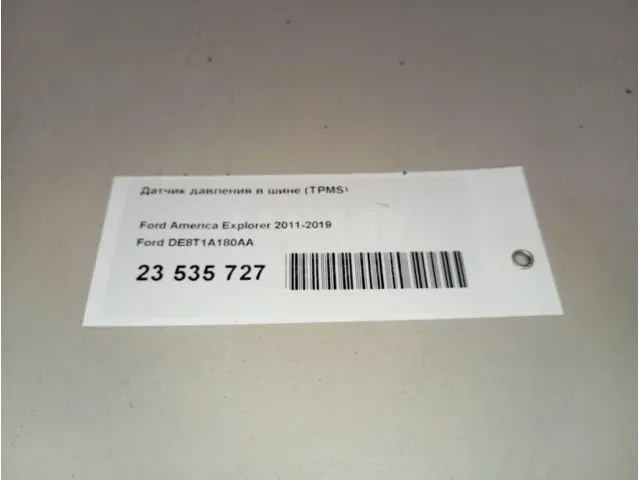 Датчик давления в шине (TPMS)
Ford America Explorer 2011-2019
Ford DE8T1A180AA
23 535 727